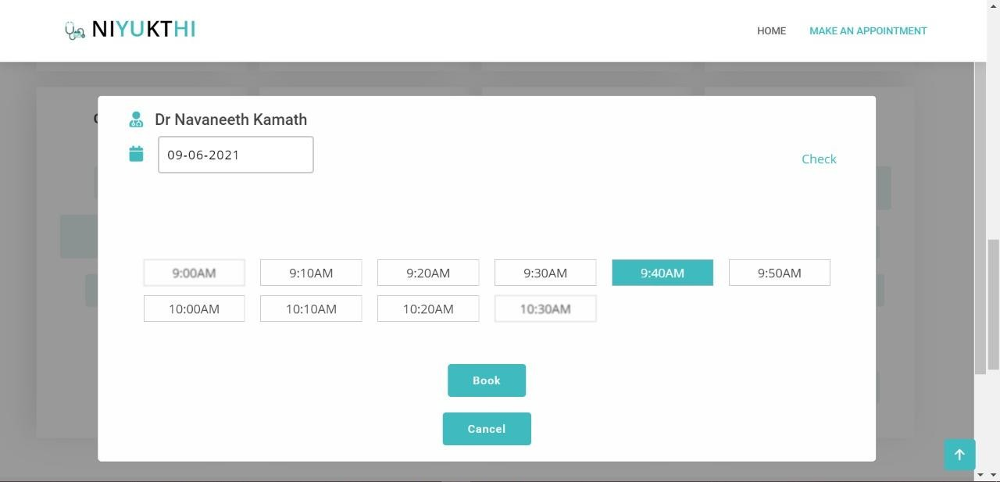 NIYUKTHI
HOME MAKE AN APPOINTMENT
Dr Navaneeth Kamath
09-06-2021
Check
9:00AM 9:10AM 9:20AM 9:30AM 9:40AM 9:50AM
10:00AM 10:10AM 10:20AM 10:30AM
Book
Cancel